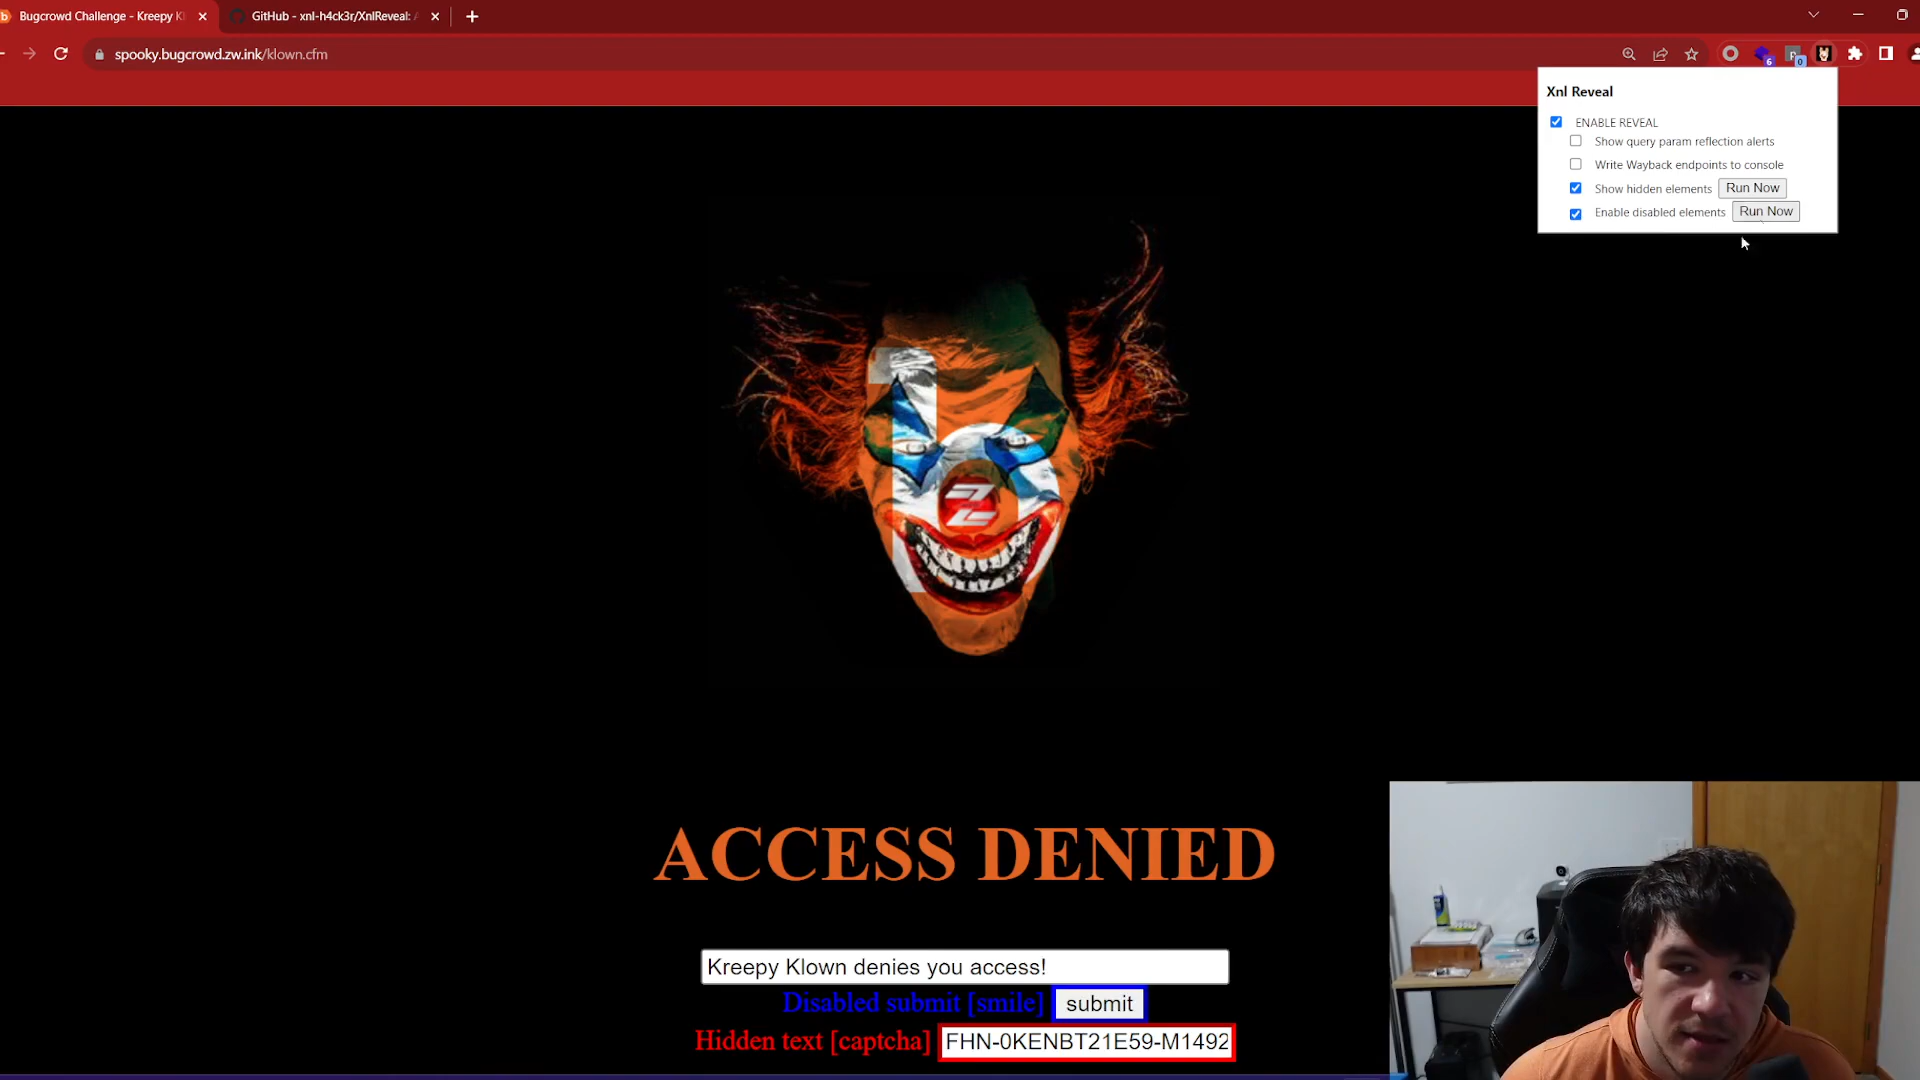 Bugcrowd Challenge - Kreepy K
GitHub - xnl-h4ck3r/XnlReveal:
spooky.bugcrowd.zw.ink/klown.cfm
6
0
Xnl Reveal
ENABLE REVEAL
Show query param reflection alerts
Write Wayback endpoints to console
Show hidden elements Run Now
Enable disabled elements Run Now
ACCESS DENIED
Kreepy Klown denies you access!
Disabled submit [smile] submit
Hidden text [captcha] FHN-0KENBT21E59-M1492